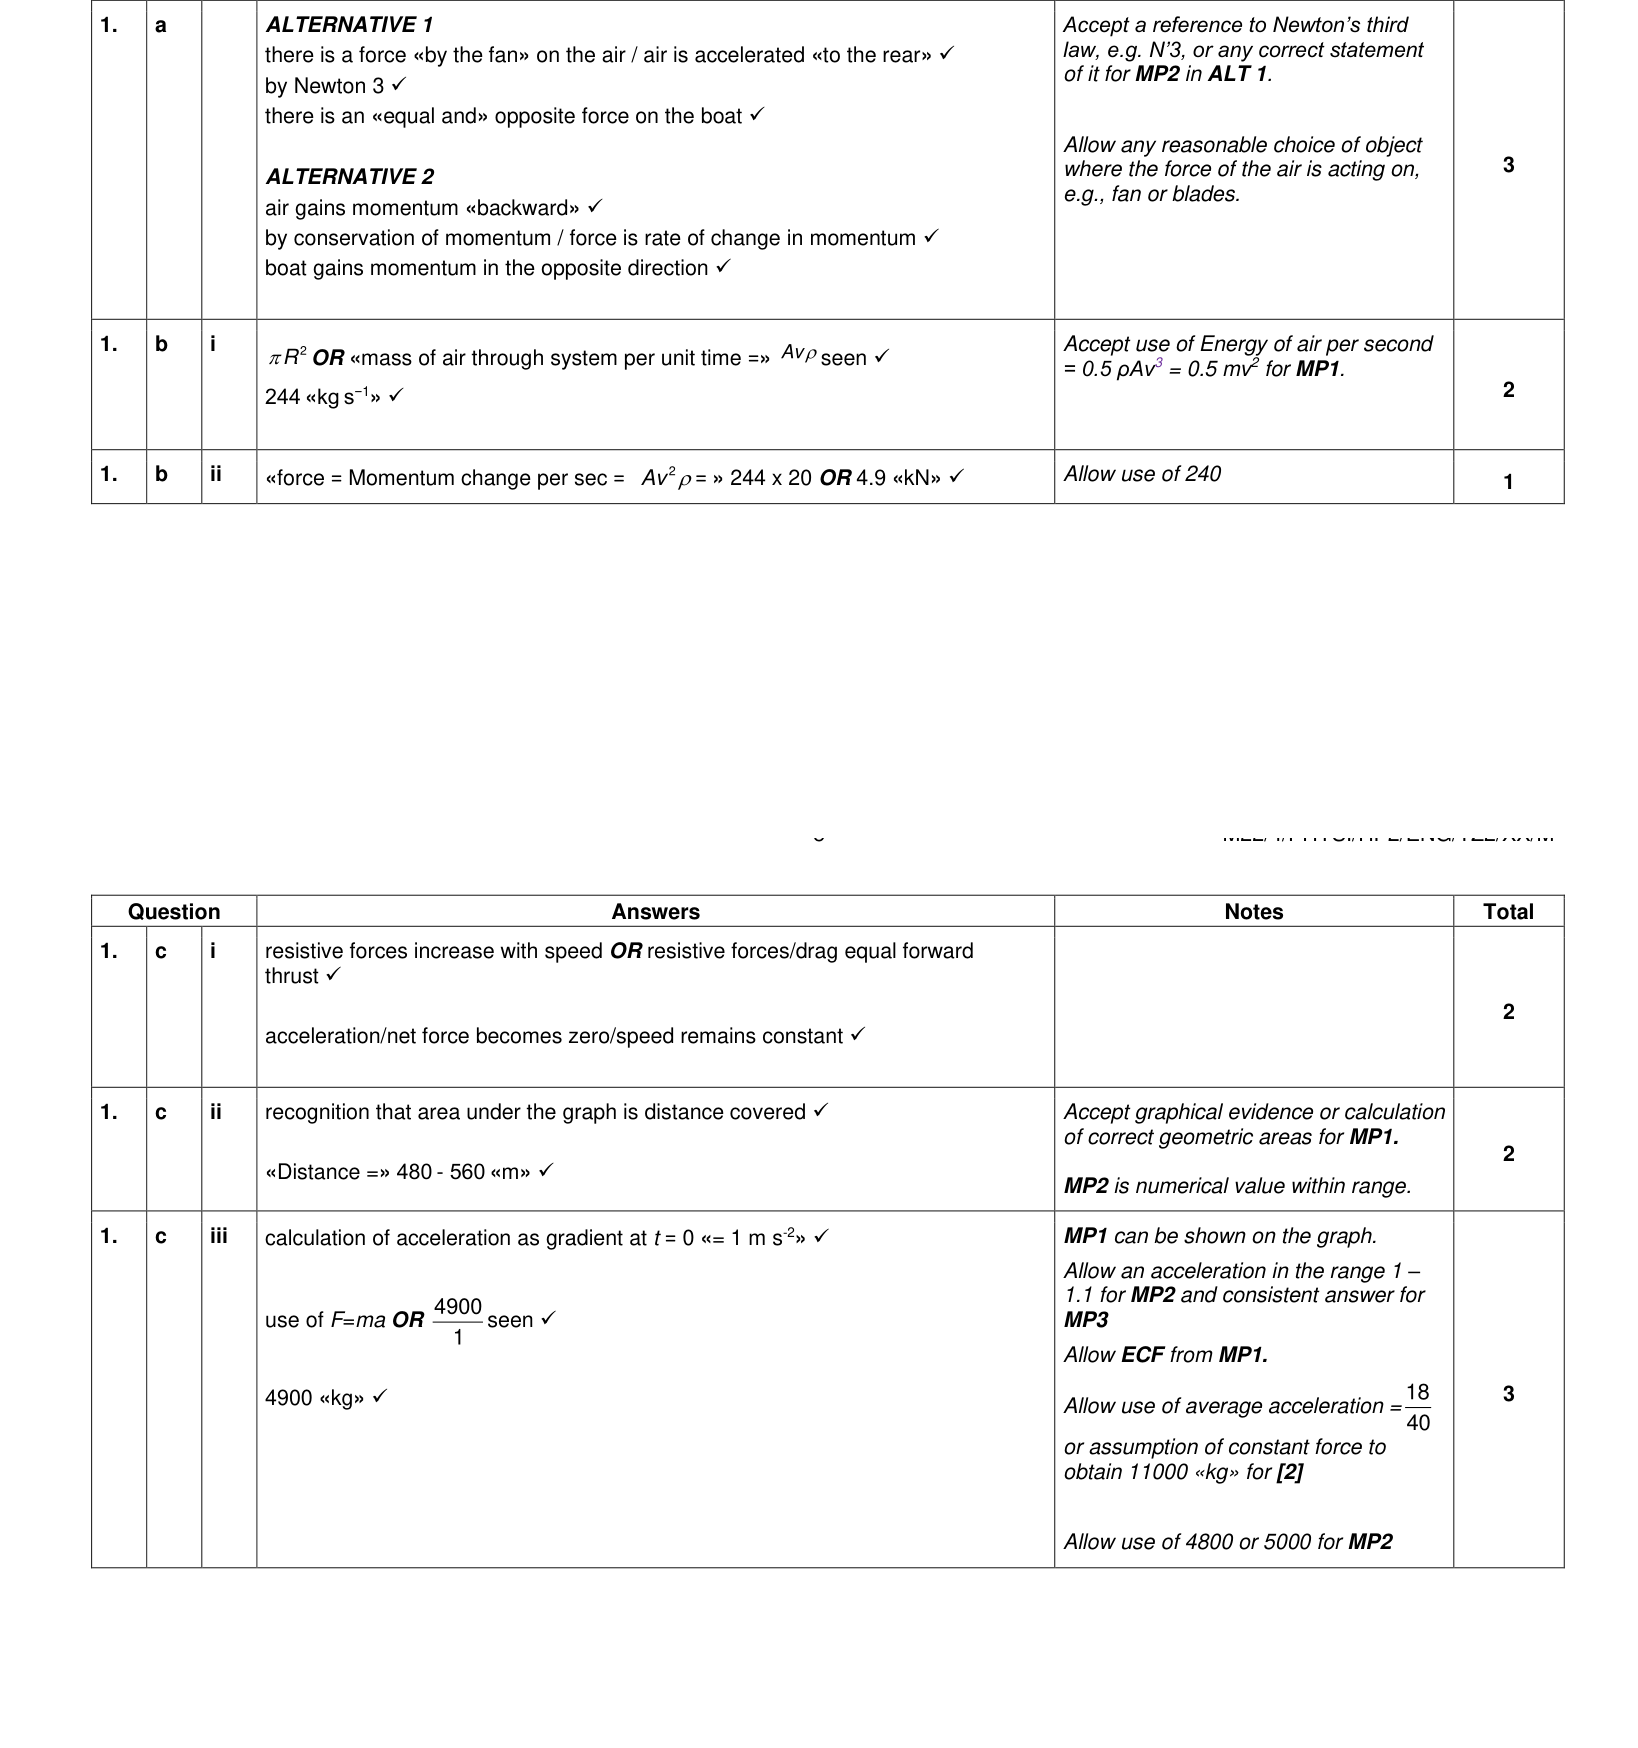 1. a ALTERNATIVE 1
there is a force «by the fan» on the air / air is accelerated «to the rear» ✓
by Newton 3 ✓
there is an «equal and» opposite force on the boat ✓
ALTERNATIVE 2
air gains momentum «backward» ✓
by conservation of momentum / force is rate of change in momentum ✓
boat gains momentum in the opposite direction ✓
Accept a reference to Newton’s third
law, e.g. N’3, or any correct statement
of it for MP2 in ALT 1.
Allow any reasonable choice of object
where the force of the air is acting on,
e.g., fan or blades.
3
1. b i πR² OR «mass of air through system per unit time =» Avρ seen ✓
244 «kg s⁻¹» ✓
Accept use of Energy of air per second
= 0.5 ρAv³ = 0.5 mv² for MP1.
2
1. b ii «force = Momentum change per sec = Av²ρ = » 244 x 20 OR 4.9 «kN» ✓
Allow use of 240
1
Question Answers Notes Total
1. c i resistive forces increase with speed OR resistive forces/drag equal forward
thrust ✓
acceleration/net force becomes zero/speed remains constant ✓
2
1. c ii recognition that area under the graph is distance covered ✓
«Distance =» 480 - 560 «m» ✓
Accept graphical evidence or calculation
of correct geometric areas for MP1.
MP2 is numerical value within range.
2
1. c iii calculation of acceleration as gradient at t = 0 «= 1 m s⁻²» ✓
use of F=ma OR 4900/1 seen ✓
4900 «kg» ✓
MP1 can be shown on the graph.
Allow an acceleration in the range 1 –
1.1 for MP2 and consistent answer for
MP3
Allow ECF from MP1.
Allow use of average acceleration = 18/40
or assumption of constant force to
obtain 11000 «kg» for [2]
Allow use of 4800 or 5000 for MP2
3